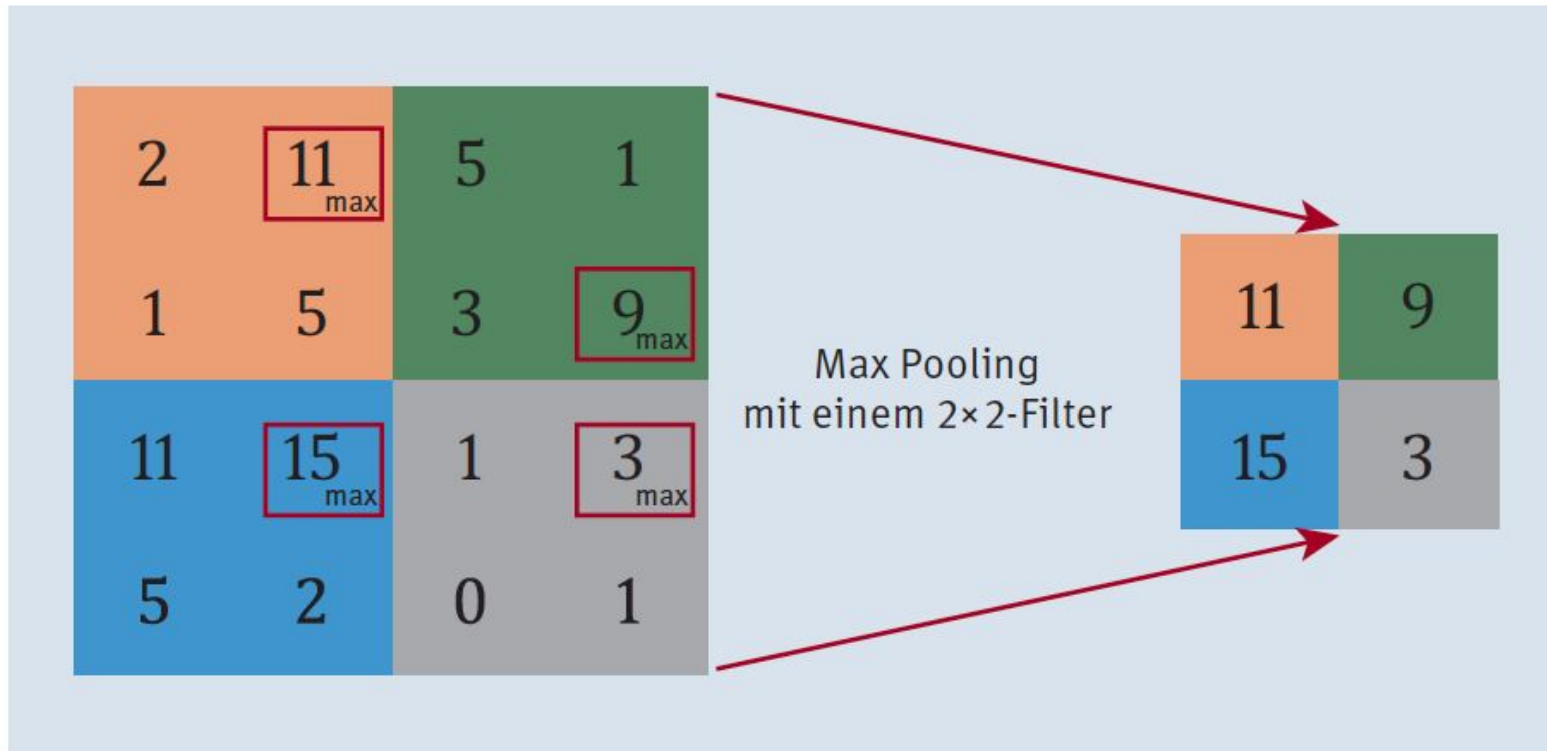 2 11 5 1
max
1 5 3 9
max
11 15 1 3
max max
5 2 0 1
Max Pooling
mit einem 2×2-Filter
11 9
15 3